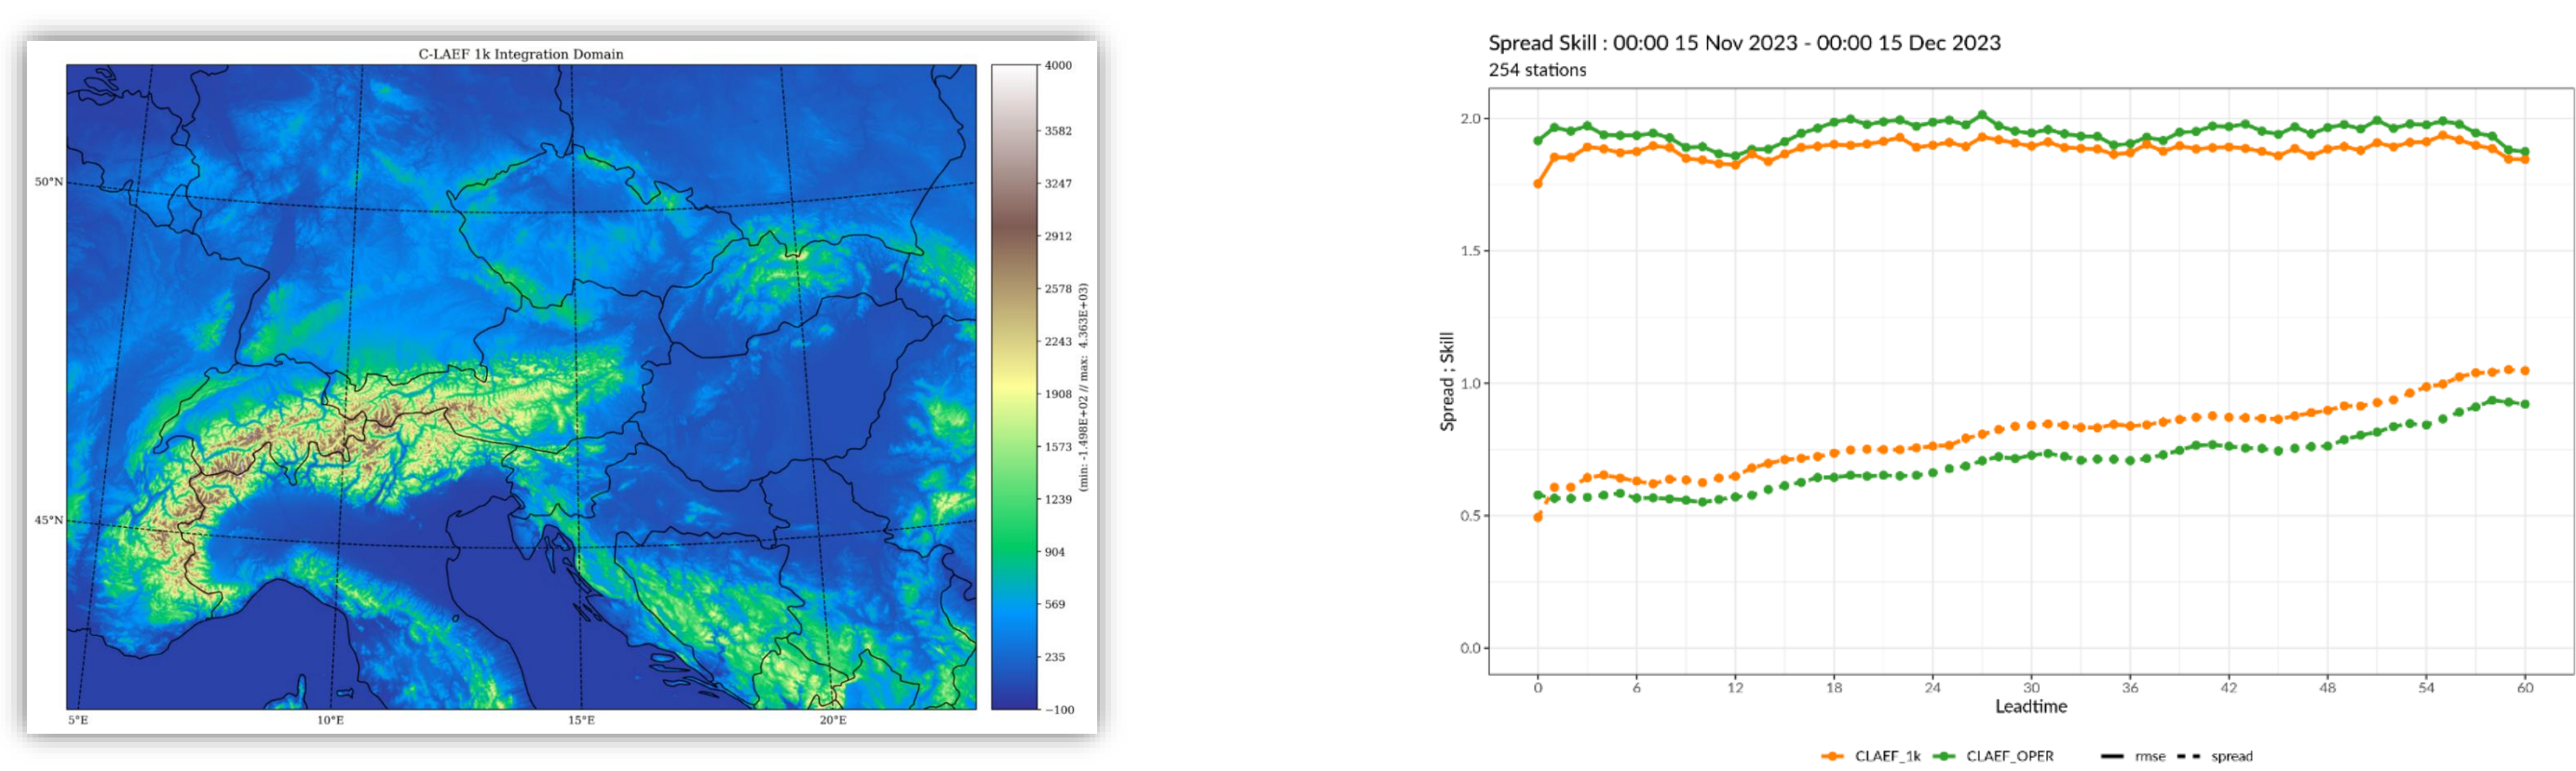 C-LAEF 1k Integration Domain
50°N
45°N
5°E
10°E
15°E
20°E
4000
3582
3247
2912
2578
2243
1908
1573
1239
904
569
235
−100
(min: -1.498E+02 // max: 4.363E+03)
Spread Skill : 00:00 15 Nov 2023 - 00:00 15 Dec 2023
254 stations
Spread ; Skill
2.0
1.5
1.0
0.5
0.0
0 6 12 18 24 30 36 42 48 54 60
Leadtime
CLAEF_1k CLAEF_OPER rmse spread